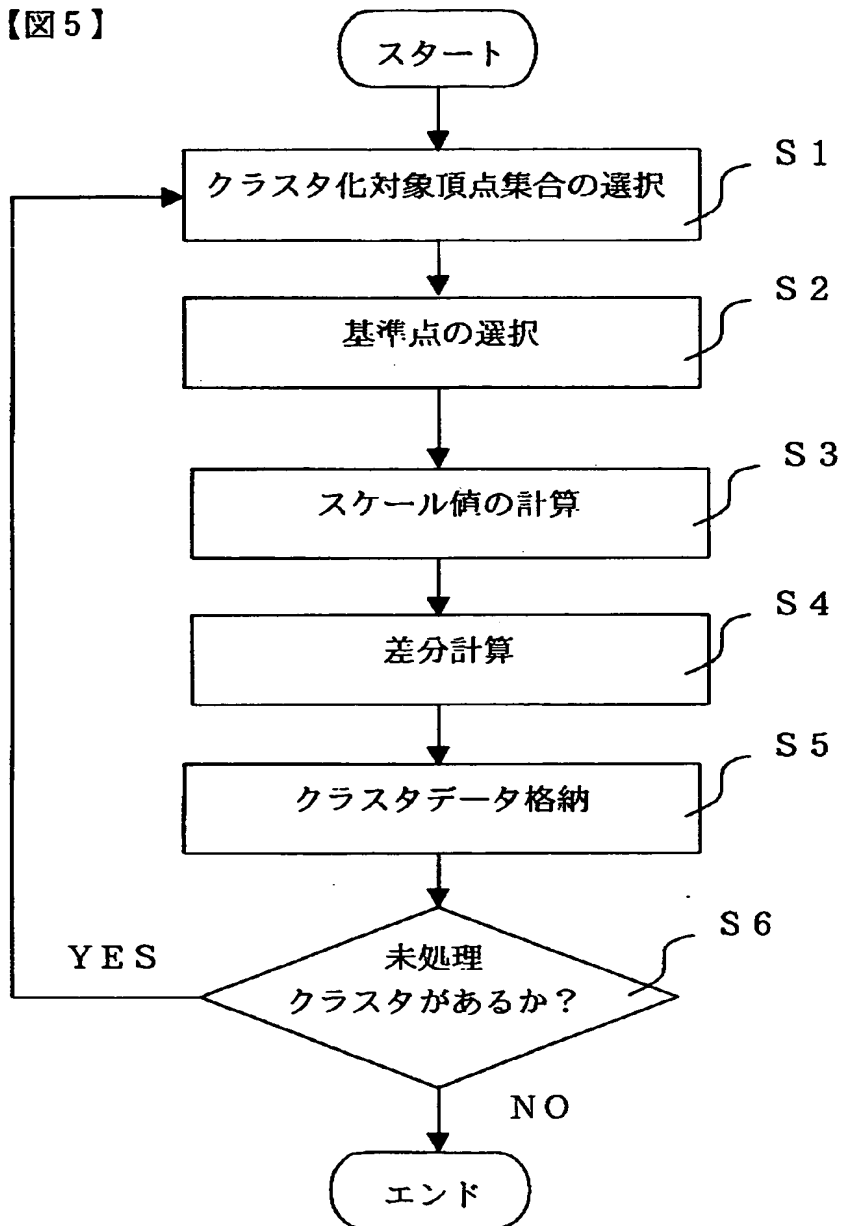 【図5】
スタート
S1
クラスタ化対象頂点集合の選択
S2
基準点の選択
S3
スケール値の計算
S4
差分計算
S5
クラスタデータ格納
S6
YES
未処理
クラスタがあるか？
NO
エンド